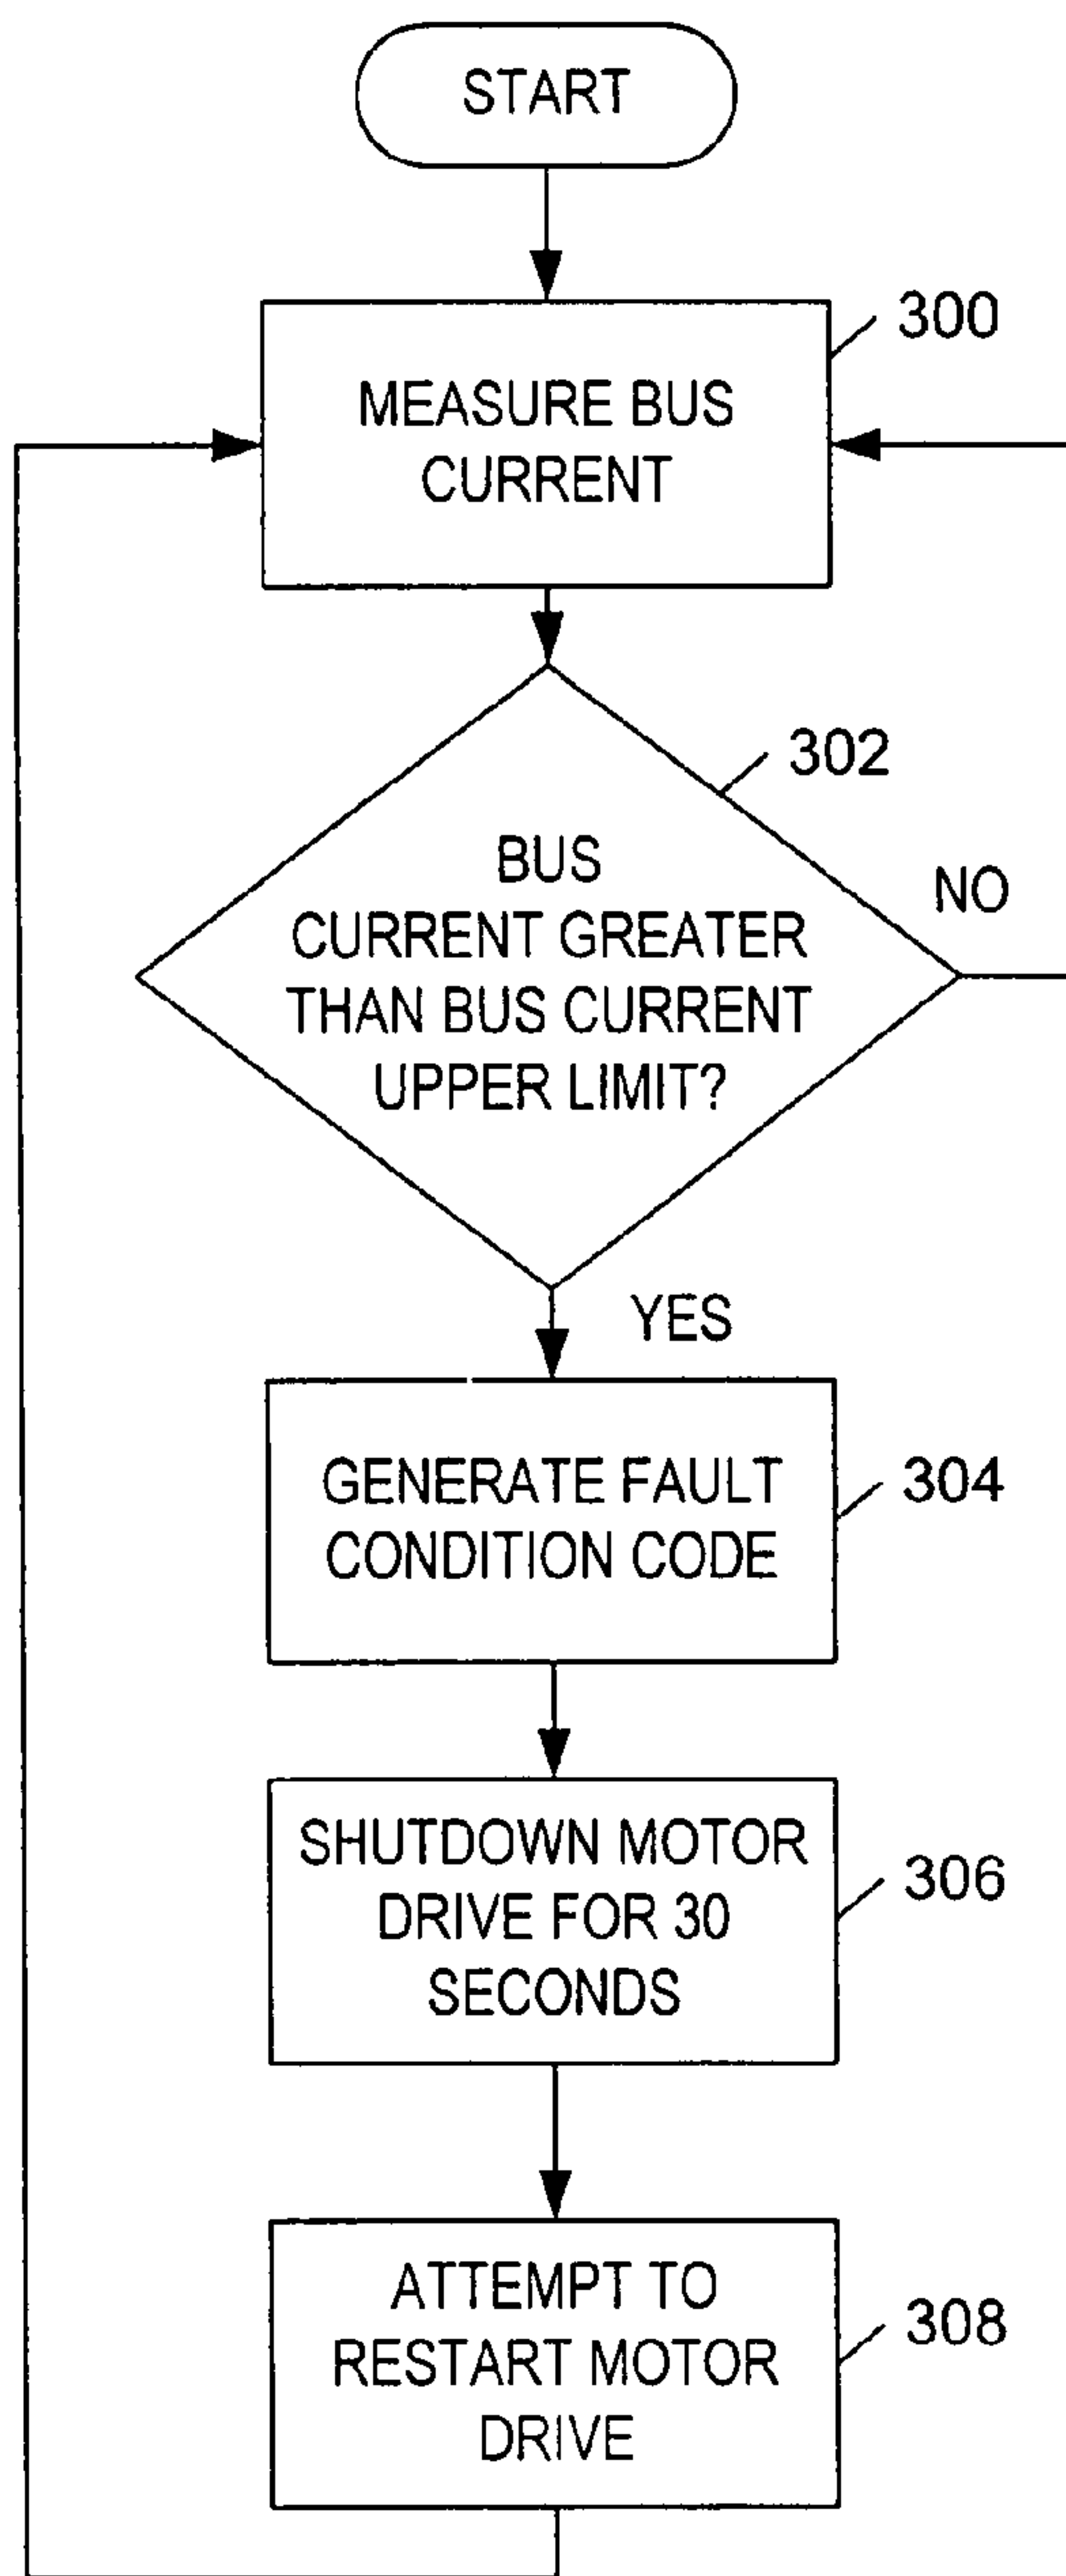 START
300
MEASURE BUS
CURRENT
302
BUS
CURRENT GREATER
THAN BUS CURRENT
UPPER LIMIT?
NO
YES
GENERATE FAULT
CONDITION CODE
304
SHUTDOWN MOTOR
DRIVE FOR 30
SECONDS
306
ATTEMPT TO
RESTART MOTOR
DRIVE
308